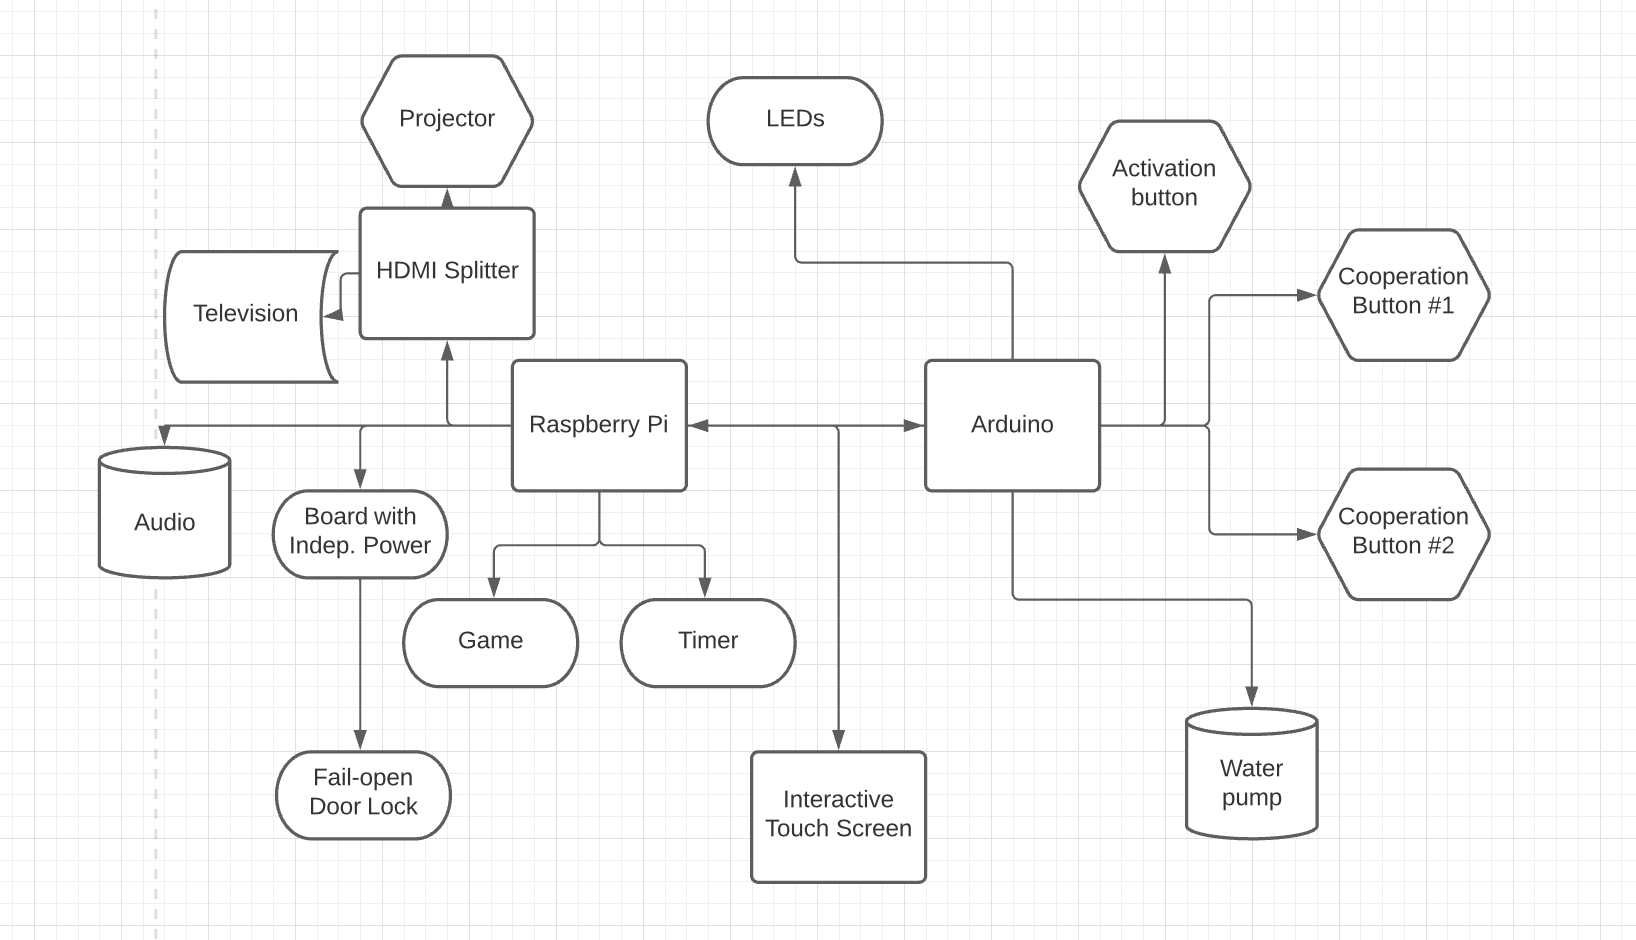 Projector
LEDs
Activation
button
HDMI Splitter
Cooperation
Button #1
Television
Raspberry Pi
Arduino
Audio
Board with
Indep. Power
Cooperation
Button #2
Game
Timer
Fail-open
Door Lock
Interactive
Touch Screen
Water
pump